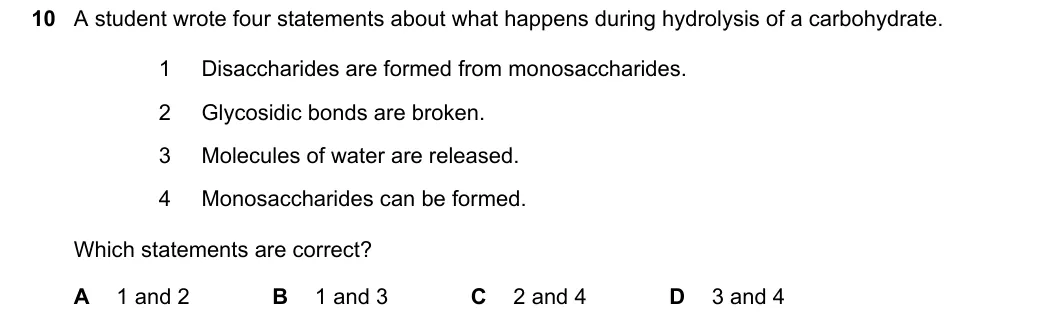 10 A student wrote four statements about what happens during hydrolysis of a carbohydrate.
1 Disaccharides are formed from monosaccharides.
2 Glycosidic bonds are broken.
3 Molecules of water are released.
4 Monosaccharides can be formed.
Which statements are correct?
A 1 and 2 B 1 and 3 C 2 and 4 D 3 and 4